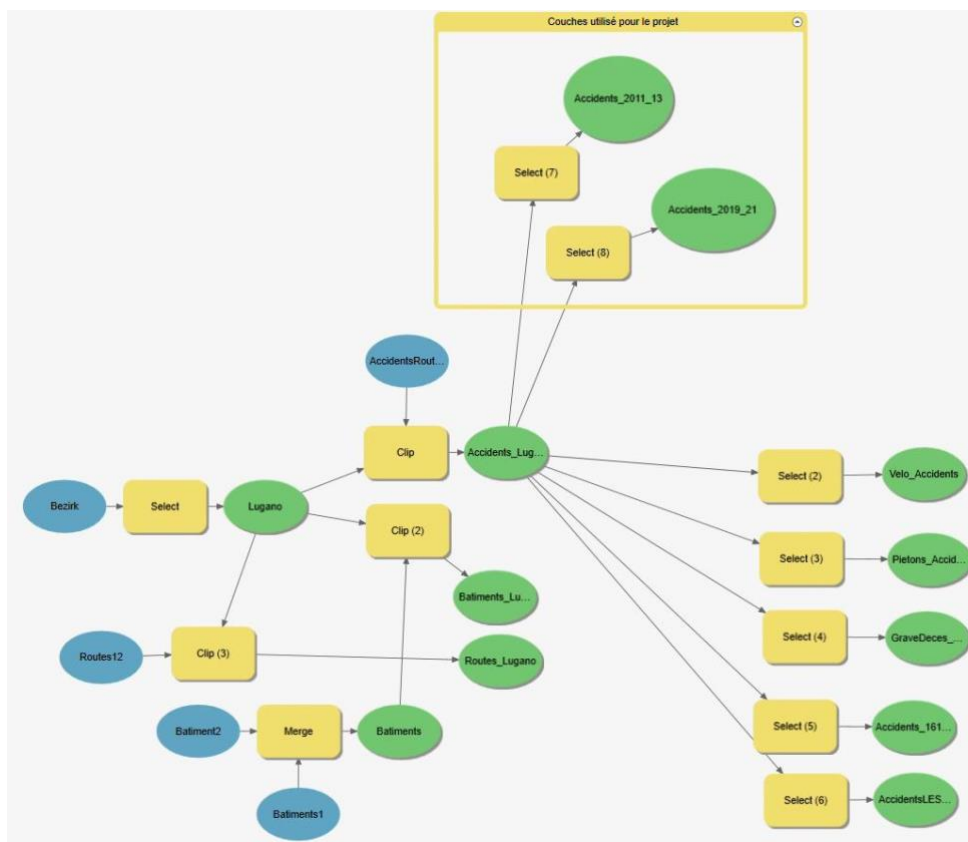 Couches utilisé pour le projet
Accidents_2011_13
Select (7)
Accidents_2019_21
Select (8)
AccidentsRout...
Clip
Accidents_Lug...
Select (2)
Velo_Accidents
Bezirk
Select
Lugano
Clip (2)
Select (3)
Pietons_Accid...
Batiments_Lu...
Select (4)
GraveDeces_...
Routes12
Clip (3)
Routes_Lugano
Batiment2
Merge
Batiments
Select (5)
Accidents_161...
Batiments1
Select (6)
AccidentsLES...